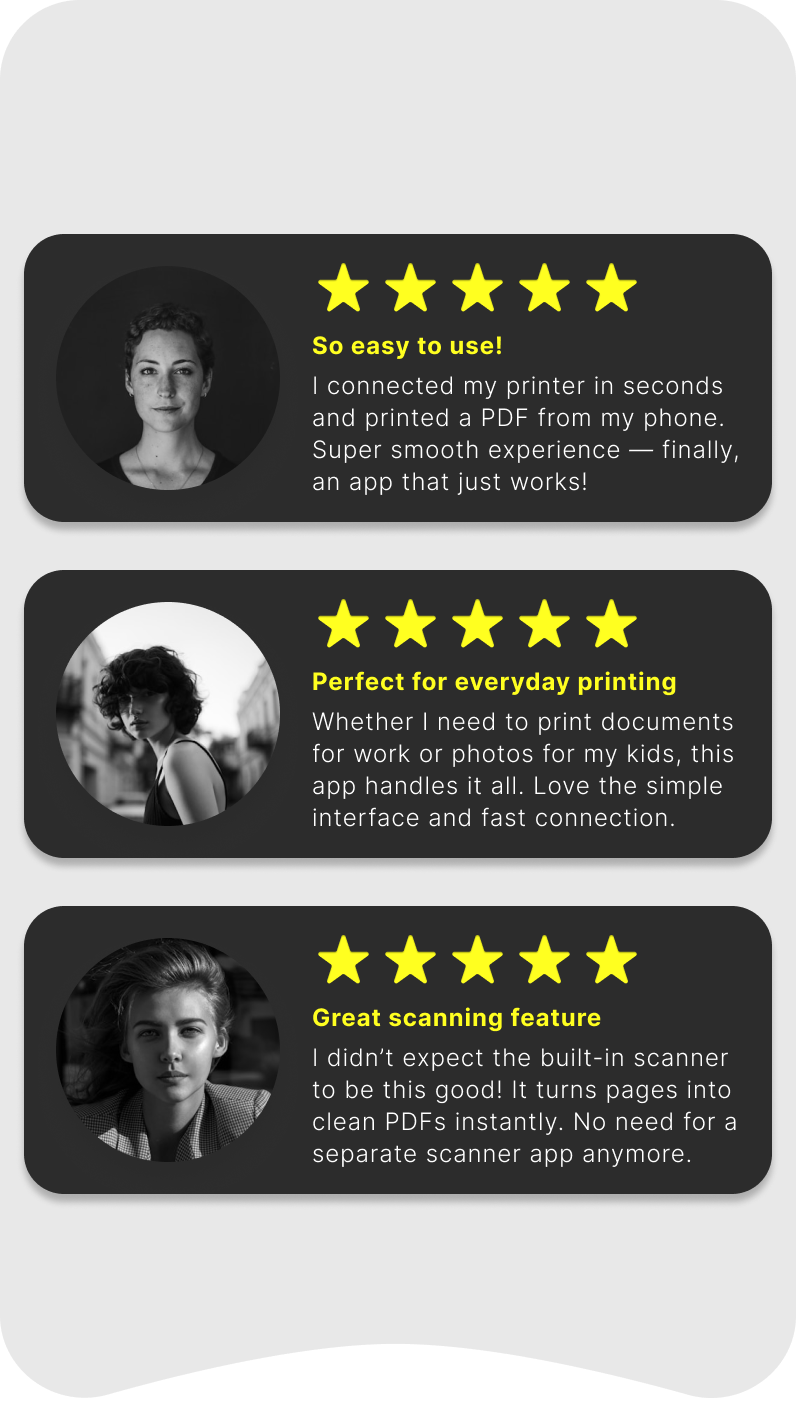 So easy to use!
I connected my printer in seconds
and printed a PDF from my phone.
Super smooth experience — finally,
an app that just works!
Perfect for everyday printing
Whether I need to print documents
for work or photos for my kids, this
app handles it all. Love the simple
interface and fast connection.
Great scanning feature
I didn’t expect the built-in scanner
to be this good! It turns pages into
clean PDFs instantly. No need for a
separate scanner app anymore.